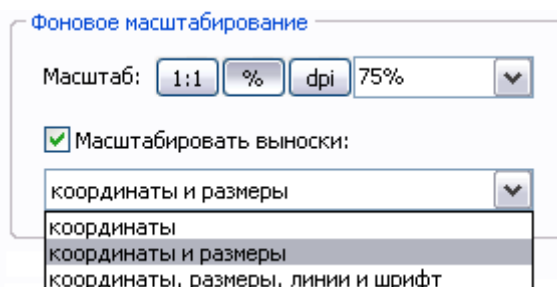 Фоновое масштабирование
Масштаб: 1:1 % dpi 75%
Масштабировать выноски:
координаты и размеры
координаты
координаты и размеры
координаты, размеры, линии и шрифт